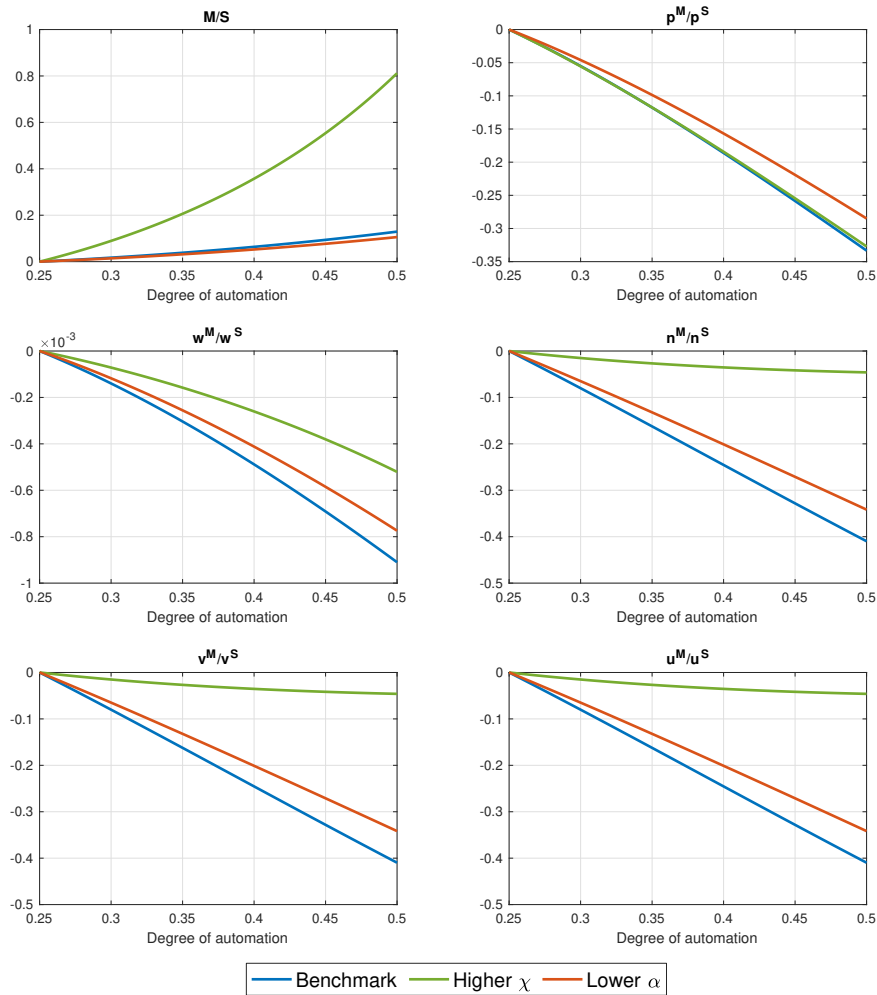 M/S
1
0.8
0.6
0.4
0.2
0
0.25 0.3 0.35 0.4 0.45 0.5
Degree of automation
p^M/p^S
0
-0.05
-0.1
-0.15
-0.2
-0.25
-0.3
-0.35
0.25 0.3 0.35 0.4 0.45 0.5
Degree of automation
w^M/w^S
×10^-3
0
-0.2
-0.4
-0.6
-0.8
-1
0.25 0.3 0.35 0.4 0.45 0.5
Degree of automation
n^M/n^S
0
-0.1
-0.2
-0.3
-0.4
-0.5
0.25 0.3 0.35 0.4 0.45 0.5
Degree of automation
v^M/v^S
0
-0.1
-0.2
-0.3
-0.4
-0.5
0.25 0.3 0.35 0.4 0.45 0.5
Degree of automation
u^M/u^S
0
-0.1
-0.2
-0.3
-0.4
-0.5
0.25 0.3 0.35 0.4 0.45 0.5
Degree of automation
Benchmark Higher χ Lower α